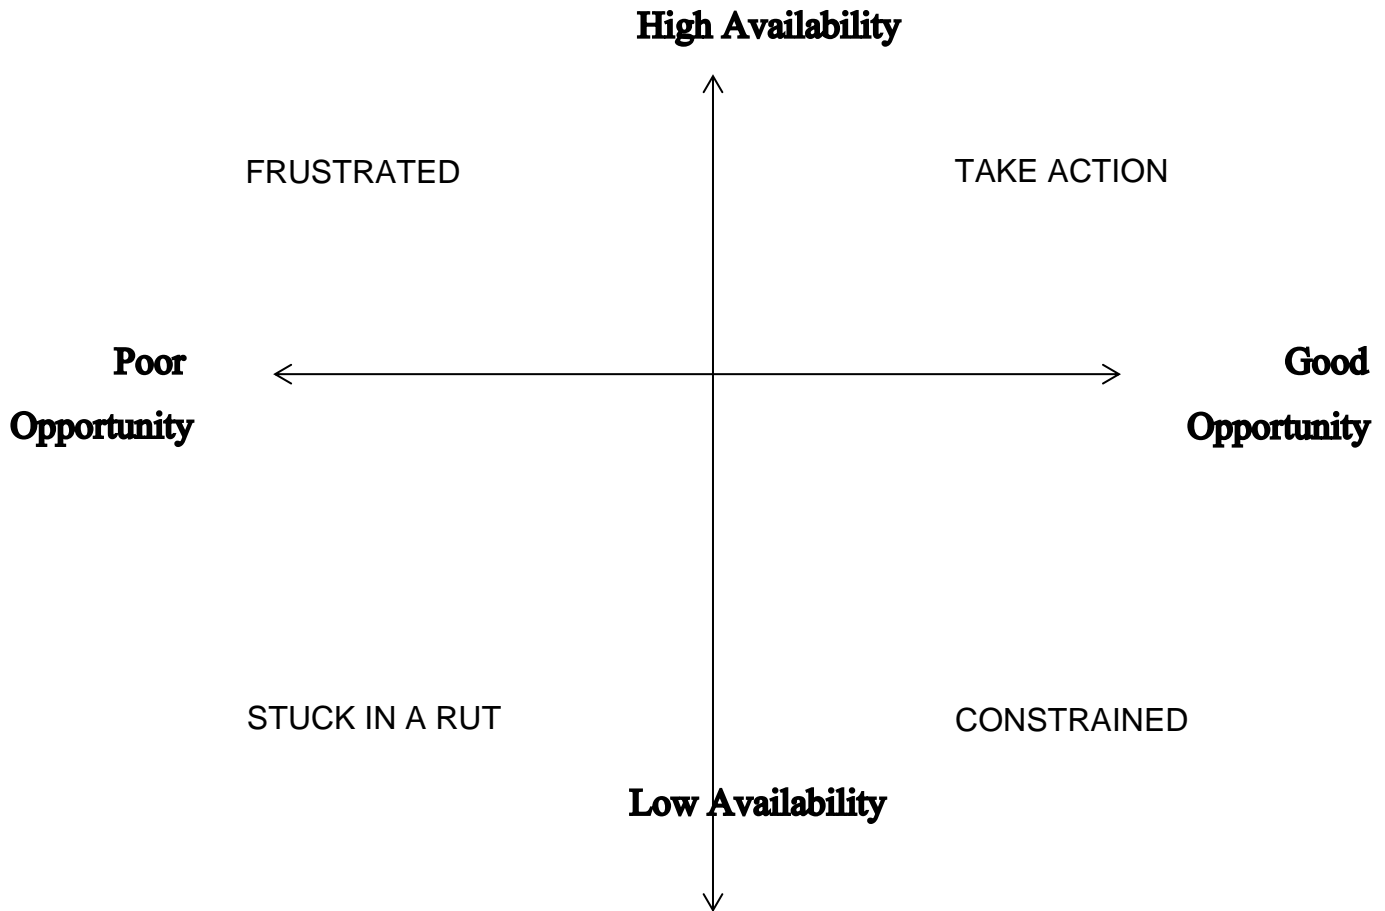 High Availability
FRUSTRATED
TAKE ACTION
Poor
Opportunity
Good
Opportunity
STUCK IN A RUT
CONSTRAINED
Low Availability